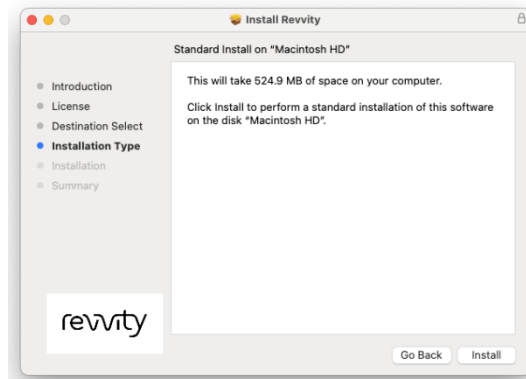 Install Revvity
Standard Install on “Macintosh HD”
Introduction
License
Destination Select
Installation Type
Installation
Summary
This will take 524.9 MB of space on your computer.
Click Install to perform a standard installation of this software
on the disk “Macintosh HD”.
revvity
Go Back
Install